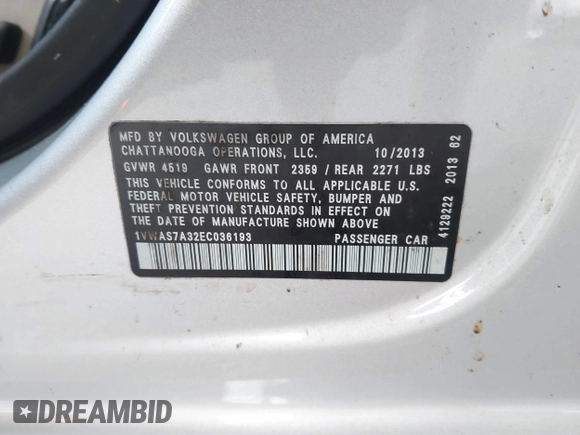 MFD BY VOLKSWAGEN GROUP OF AMERICA
CHATTANOOGA OPERATIONS, LLC. 10/2013
GVWR 4519 GAWR FRONT 2359 / REAR 2271 LBS
THIS VEHICLE CONFORMS TO ALL APPLICABLE U.S.
FEDERAL MOTOR VEHICLE SAFETY, BUMPER AND
THEFT PREVENTION STANDARDS IN EFFECT ON THE
DATE OF MANUFACTURE SHOWN ABOVE
1VWAS7A32EC036193 PASSENGER CAR
4129222 2013 62
DREAMBID